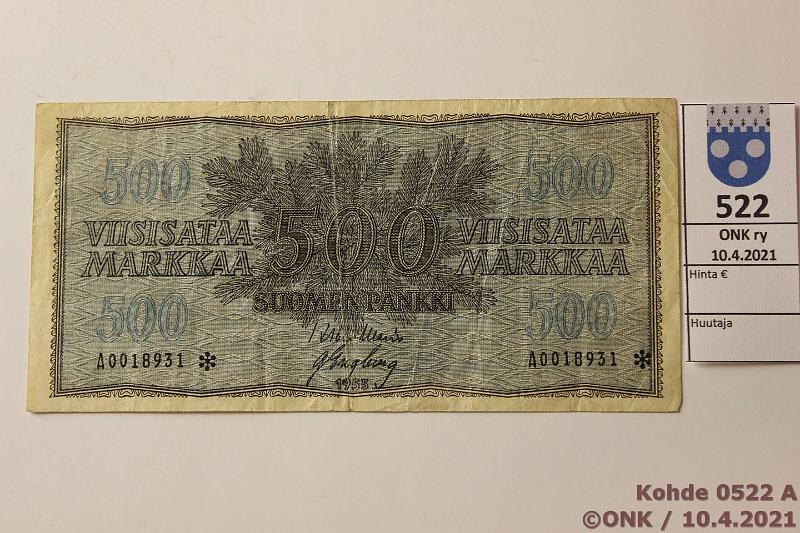 500 500
VIISISATAA 500 VIISISATAA
MARKKAA MARKKAA
SUOMEN PANKKI
500 500
A0018931 * A0018931 *
1955
522
ONK ry
10.4.2021
Hinta €
Huutaja
Kohde 0522 A
©ONK / 10.4.2021